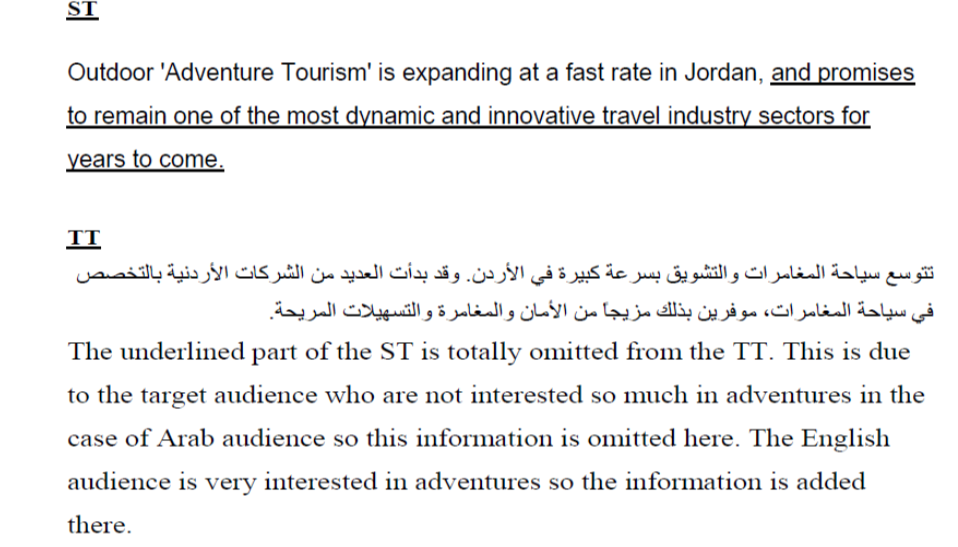 ST
Outdoor 'Adventure Tourism' is expanding at a fast rate in Jordan, and promises
to remain one of the most dynamic and innovative travel industry sectors for
years to come.
TT
تتوسع سياحة المغامرات والتشويق بسرعة كبيرة في الأردن. وقد بدأت العديد من الشركات الأردنية بالتخصص
في سياحة المغامرات، موفرين بذلك مزيجاً من الأمان والمغامرة والتسهيلات المريحة.
The underlined part of the ST is totally omitted from the TT. This is due
to the target audience who are not interested so much in adventures in the
case of Arab audience so this information is omitted here. The English
audience is very interested in adventures so the information is added
there.